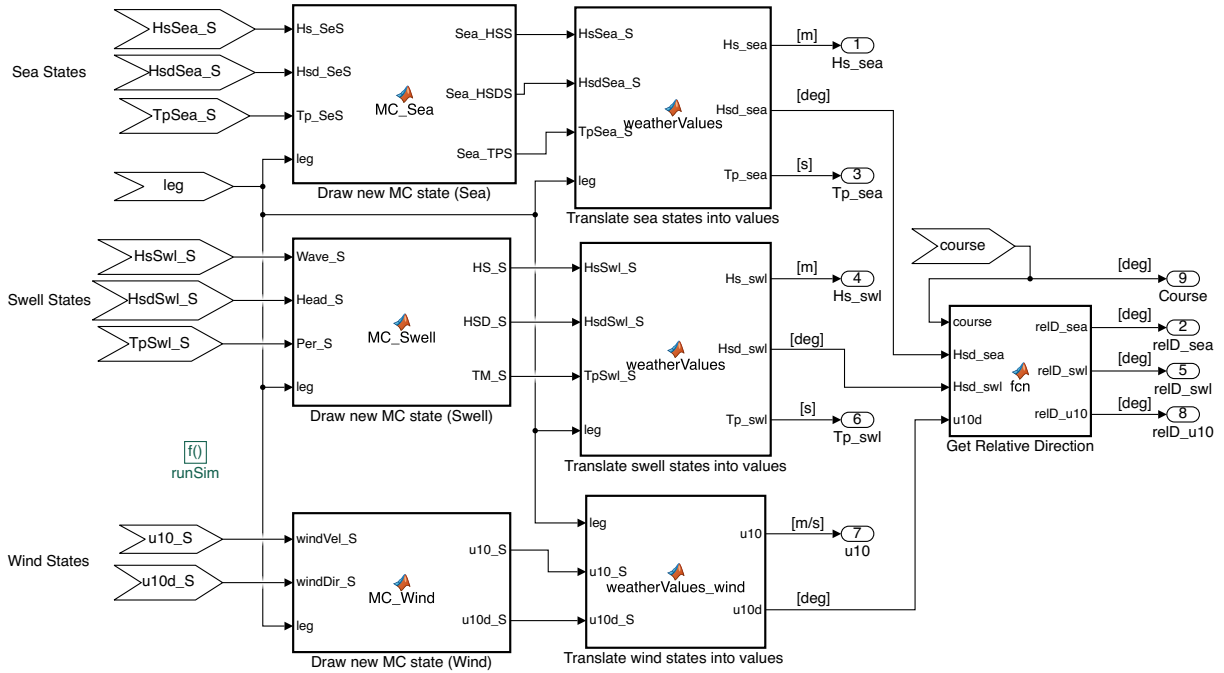 Sea States
HsSea_S
HsdSea_S
TpSea_S
leg
Hs_SeS
Hsd_SeS
Tp_SeS
leg
MC_Sea
Sea_HSS
Sea_HSDS
Sea_TPS
Draw new MC state (Sea)
HsSea_S
HsdSea_S
TpSea_S
leg
weatherValues
Hs_sea
Hsd_sea
Tp_sea
Translate sea states into values
[m]
1
Hs_sea
[deg]
[s]
3
Tp_sea
Swell States
HsSwl_S
HsdSwl_S
TpSwl_S
Wave_S
Head_S
Per_S
leg
MC_Swell
HS_S
HSD_S
TM_S
Draw new MC state (Swell)
HsSwl_S
HsdSwl_S
TpSwl_S
leg
weatherValues
Hs_swl
Hsd_swl
Tp_swl
Translate swell states into values
[m]
4
Hs_swl
[deg]
[s]
6
Tp_swl
course
[deg]
9
Course
course
Hsd_sea
Hsd_swl
u10d
fcn
relD_sea
relD_swl
relD_u10
Get Relative Direction
[deg]
2
relD_sea
[deg]
5
relD_swl
[deg]
8
relD_u10
f()
runSim
Wind States
u10_S
u10d_S
windVel_S
windDir_S
leg
MC_Wind
u10_S
u10d_S
Draw new MC state (Wind)
leg
u10_S
u10d_S
weatherValues_wind
u10
u10d
Translate wind states into values
[m/s]
7
u10
[deg]